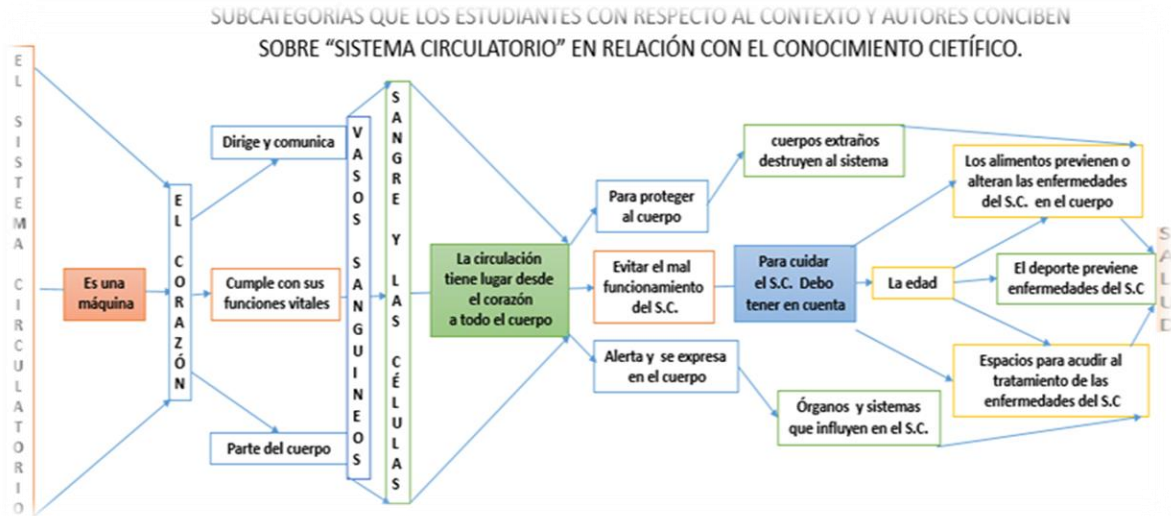 SUBCATEGORÍAS QUE LOS ESTUDIANTES CON RESPECTO AL CONTEXTO Y AUTORES CONCIBEN
SOBRE “SISTEMA CIRCULATORIO” EN RELACIÓN CON EL CONOCIMIENTO CIETÍFICO.
EL SISTEMA CIRCULATORIO
Es una
máquina
EL CORAZÓN
Dirige y comunica
Cumple con sus
funciones vitales
Parte del cuerpo
VASOS SANGUINEOS
SANGRE Y LAS CÉLULAS
La circulación
tiene lugar desde
el corazón
a todo el cuerpo
Para proteger
al cuerpo
Evitar el mal
funcionamiento
del S.C.
Alerta y se expresa
en el cuerpo
cuerpos extraños
destruyen al sistema
Para cuidar
el S.C. Debo
tener en cuenta
Órganos y sistemas
que influyen en el S.C.
La edad
Los alimentos previenen o
alteran las enfermedades
del S.C. en el cuerpo
El deporte previene
enfermedades del S.C
Espacios para acudir al
tratamiento de las
enfermedades del S.C
SALUD